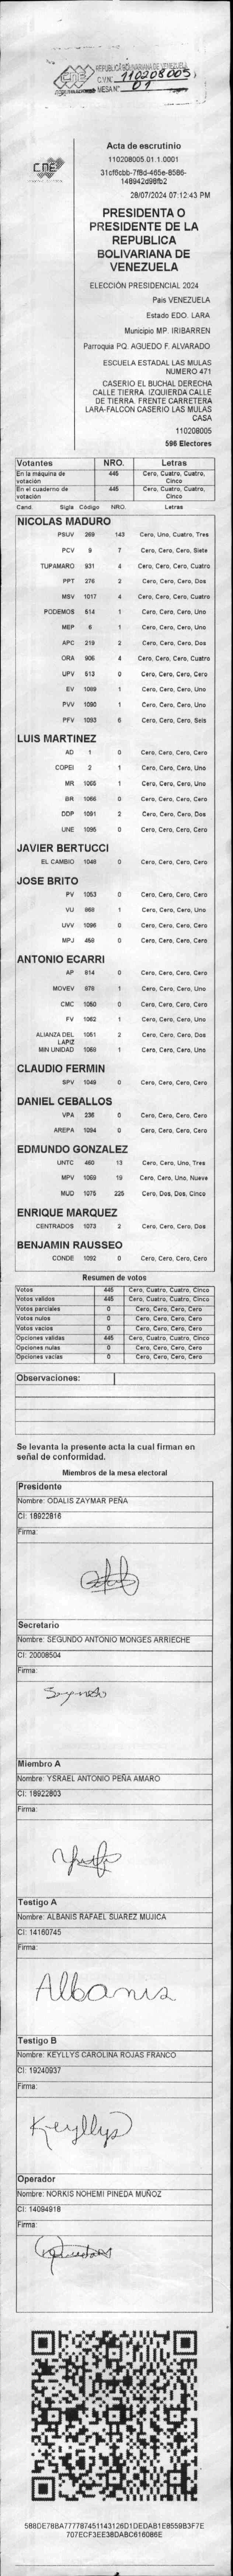 CNE REPÚBLICA BOLIVARIANA DE VENEZUELA
C.V.N.º 110208005
MESA N.º 01
CNE
Acta de escrutinio
110208005.01.1.0001
28/07/2024 07:12:43 PM
PRESIDENTA O
PRESIDENTE DE LA
REPUBLICA
BOLIVARIANA DE
VENEZUELA
ELECCIÓN PRESIDENCIAL 2024
Pais VENEZUELA
Estado EDO. LARA
Municipio MP. IRIBARREN
Parroquia PQ. AGUEDO F. ALVARADO
ESCUELA ESTADAL LAS MULAS
NUMERO 471
CASERIO EL BUCHAL DERECHA
CALLE TIERRA. IZQUIERDA CALLE
DE TIERRA. FRENTE CARRETERA
LARA-FALCON CASERIO LAS MULAS
CASA
110208005
596 Electores
Votantes NRO. Letras
En la máquina de votación 445 Cero, Cuatro, Cuatro, Cinco
En el cuaderno de votación 445 Cero, Cuatro, Cuatro, Cinco
Cand. Sigla Código NRO. Letras
NICOLAS MADURO
PSUV 269 143 Cero, Uno, Cuatro, Tres
PCV 9 7 Cero, Cero, Cero, Siete
TUPAMARO 931 4 Cero, Cero, Cero, Cuatro
PPT 276 2 Cero, Cero, Cero, Dos
MSV 1017 4 Cero, Cero, Cero, Cuatro
PODEMOS 514 1 Cero, Cero, Cero, Uno
MEP 6 1 Cero, Cero, Cero, Uno
APC 219 2 Cero, Cero, Cero, Dos
ORA 906 4 Cero, Cero, Cero, Cuatro
UPV 513 0 Cero, Cero, Cero, Cero
EV 1089 1 Cero, Cero, Cero, Uno
PVV 1090 1 Cero, Cero, Cero, Uno
PFV 1093 6 Cero, Cero, Cero, Seis
LUIS MARTINEZ
AD 1 0 Cero, Cero, Cero, Cero
COPEI 2 1 Cero, Cero, Cero, Uno
MR 1065 1 Cero, Cero, Cero, Uno
BR 1066 0 Cero, Cero, Cero, Cero
DDP 1091 2 Cero, Cero, Cero, Dos
UNE 1095 0 Cero, Cero, Cero, Cero
JAVIER BERTUCCI
EL CAMBIO 1048 0 Cero, Cero, Cero, Cero
JOSE BRITO
PV 1053 0 Cero, Cero, Cero, Cero
VU 868 1 Cero, Cero, Cero, Uno
UVV 1096 0 Cero, Cero, Cero, Cero
MPJ 458 0 Cero, Cero, Cero, Cero
ANTONIO ECARRI
AP 814 0 Cero, Cero, Cero, Cero
MOVEV 878 1 Cero, Cero, Cero, Uno
CMC 1050 0 Cero, Cero, Cero, Cero
FV 1062 1 Cero, Cero, Cero, Uno
ALIANZA DEL LAPIZ 1051 2 Cero, Cero, Cero, Dos
MIN UNIDAD 1068 1 Cero, Cero, Cero, Uno
CLAUDIO FERMIN
SPV 1049 0 Cero, Cero, Cero, Cero
DANIEL CEBALLOS
VPA 236 0 Cero, Cero, Cero, Cero
AREPA 1094 0 Cero, Cero, Cero, Cero
EDMUNDO GONZALEZ
UNTC 460 13 Cero, Cero, Uno, Tres
MPV 1069 19 Cero, Cero, Uno, Nueve
MUD 1075 225 Cero, Dos, Dos, Cinco
ENRIQUE MARQUEZ
CENTRADOS 1073 2 Cero, Cero, Cero, Dos
BENJAMIN RAUSSEO
CONDE 1092 0 Cero, Cero, Cero, Cero
Resumen de votos
Votos 445 Cero, Cuatro, Cuatro, Cinco
Votos validos 445 Cero, Cuatro, Cuatro, Cinco
Votos parciales 0 Cero, Cero, Cero, Cero
Votos nulos 0 Cero, Cero, Cero, Cero
Votos vacios 0 Cero, Cero, Cero, Cero
Opciones validas 445 Cero, Cuatro, Cuatro, Cinco
Opciones nulas 0 Cero, Cero, Cero, Cero
Opciones vacias 0 Cero, Cero, Cero, Cero
Observaciones:
Se levanta la presente acta la cual firman en
señal de conformidad.
Miembros de la mesa electoral
Presidente
Nombre: ODALIS ZAYMAR PEÑA
CI: 18922816
Firma:
Secretario
Nombre: SEGUNDO ANTONIO MONGES ARRIECHE
CI: 20008504
Firma:
Segundo
Miembro A
Nombre: YSRAEL ANTONIO PEÑA AMARO
CI: 18922803
Firma:
Testigo A
Nombre: ALBANIS RAFAEL SUAREZ MUJICA
CI: 14160745
Firma:
Albanis
Testigo B
Nombre: KEYLLYS CAROLINA ROJAS FRANCO
CI: 19240937
Firma:
Keyllys
Operador
Nombre: NORKIS NOHEMI PINEDA MUÑOZ
CI: 14094918
Firma: